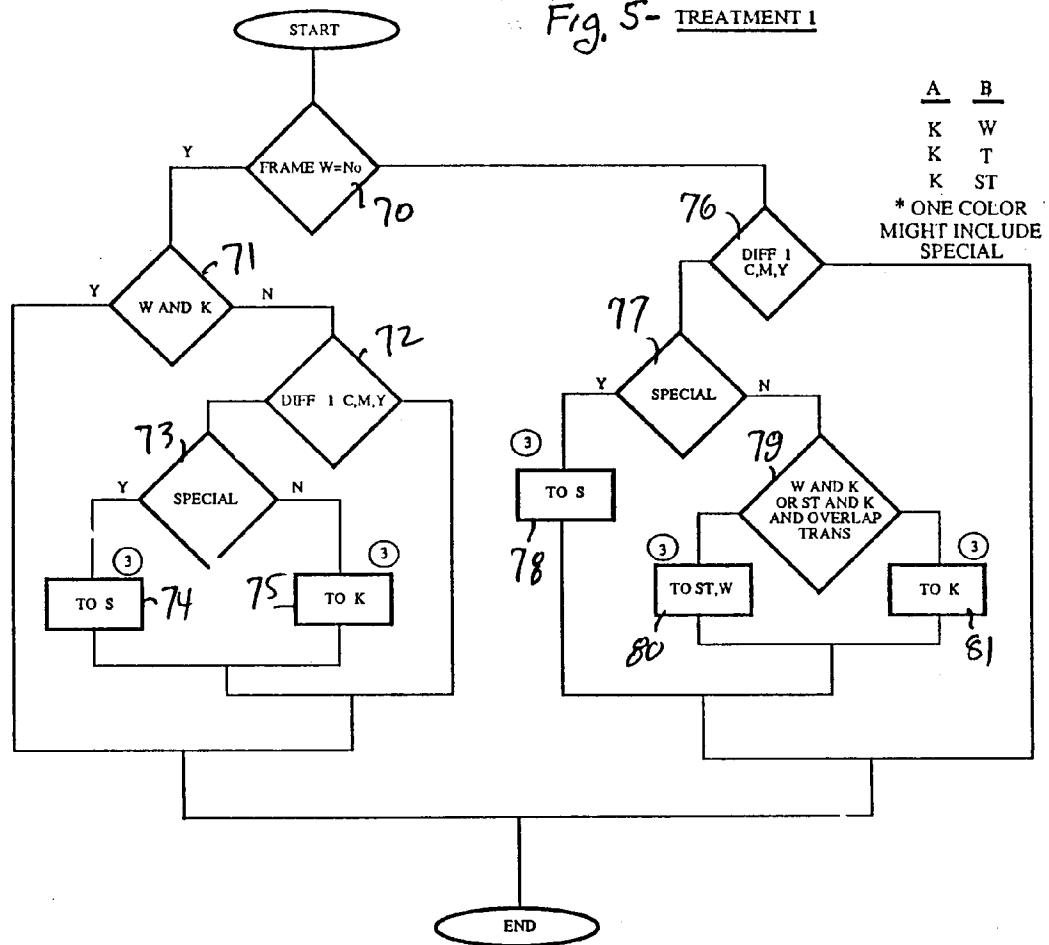 Fig. 5- TREATMENT 1
START
A B
K W
K T
K ST
* ONE COLOR
MIGHT INCLUDE
SPECIAL
Y
FRAME W=No
70
76
DIFF 1
C,M,Y
71
Y
W AND K
N
72
DIFF 1 C,M,Y
77
Y
SPECIAL
N
73
Y
SPECIAL
N
3
TO S
78
79
W AND K
OR ST AND K
AND OVERLAP
TRANS
3
TO S
74
3
75
TO K
3
TO ST,W
80
3
TO K
81
END